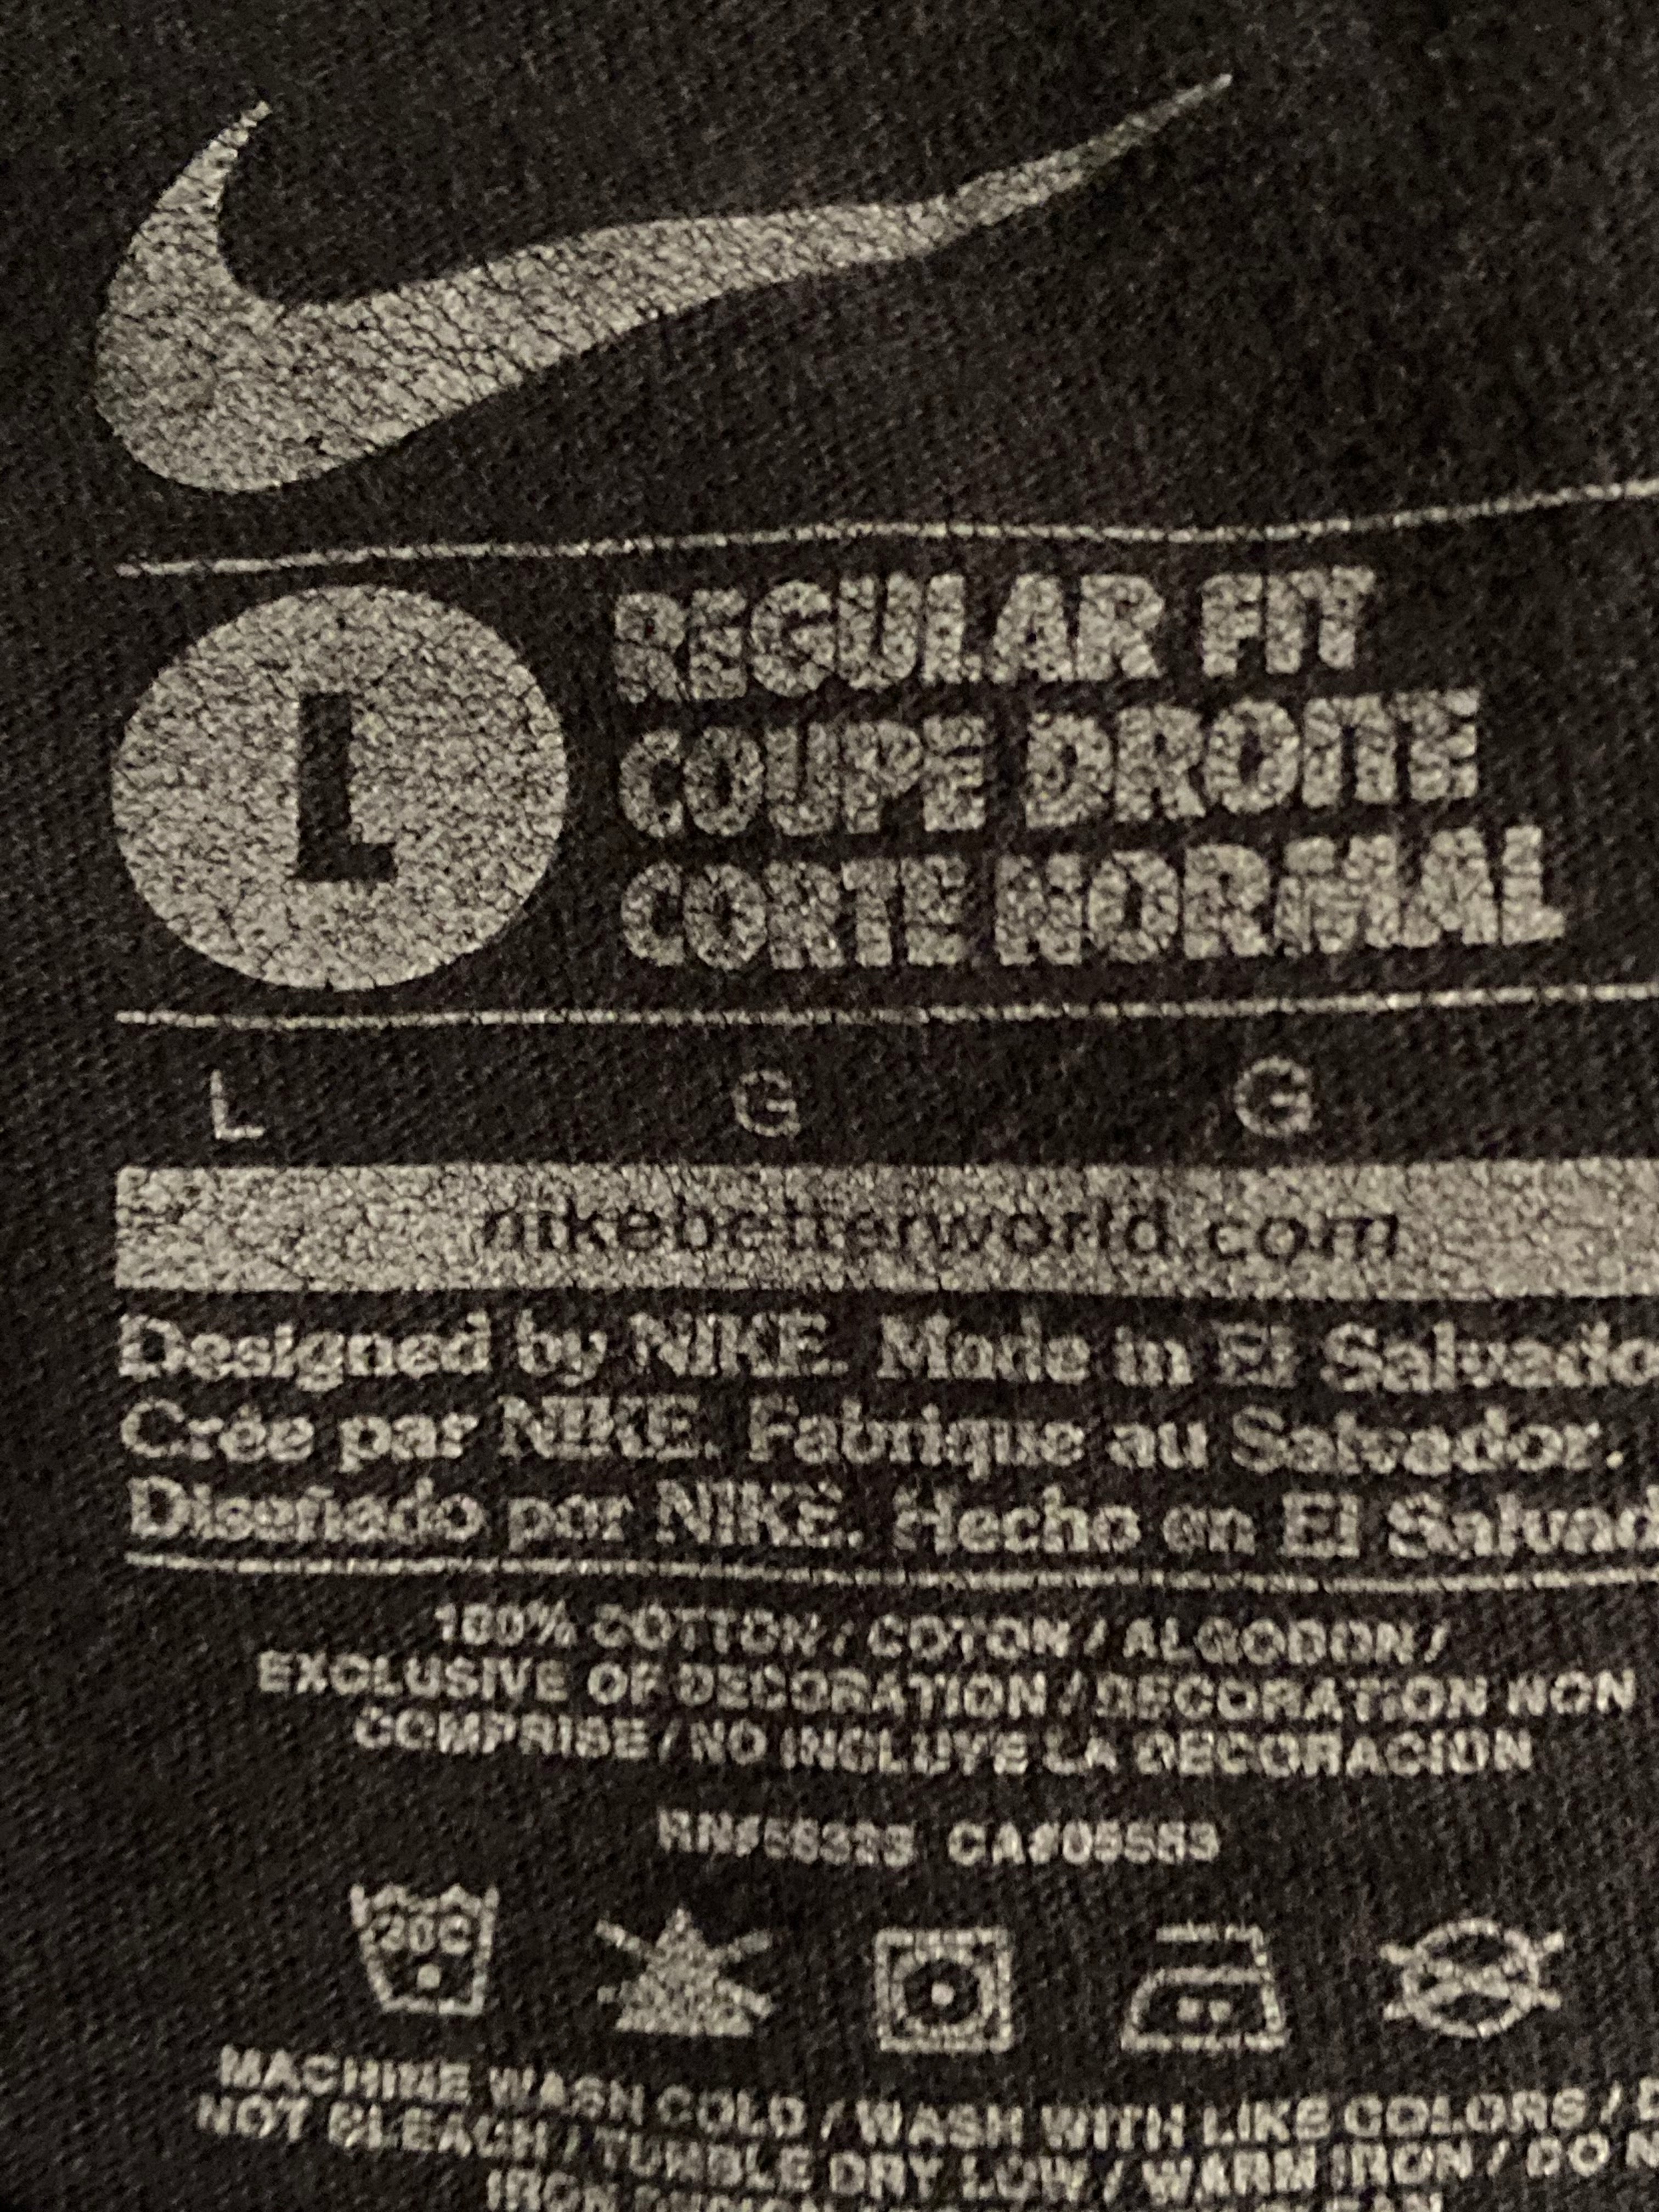 L
REGULAR FIT
COUPE DROITE
CORTE NORMAL
L G G
nikebetterworld.com
Designed by NIKE. Made in El Salvado
Crée par NIKE. Fabrique au Salvador.
Diseñado por NIKE. Hecho en El Salvad
100% COTTON / COTON / ALGODON /
EXCLUSIVE OF DECORATION / DECORATION NON
COMPRISE / NO INCLUYE LA DECORACION
RN#56323 CA#05553
30C
MACHINE WASH COLD / WASH WITH LIKE COLORS / D
NOT BLEACH / TUMBLE DRY LOW / WARM IRON / DO N
IRON